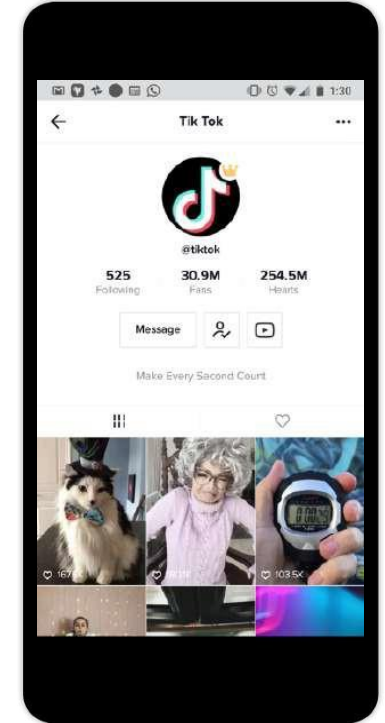 1:30
Tik Tok
@tiktok
525 30.9M 254.5M
Following Fans Hearts
Message
Make Every Second Count
103.5K